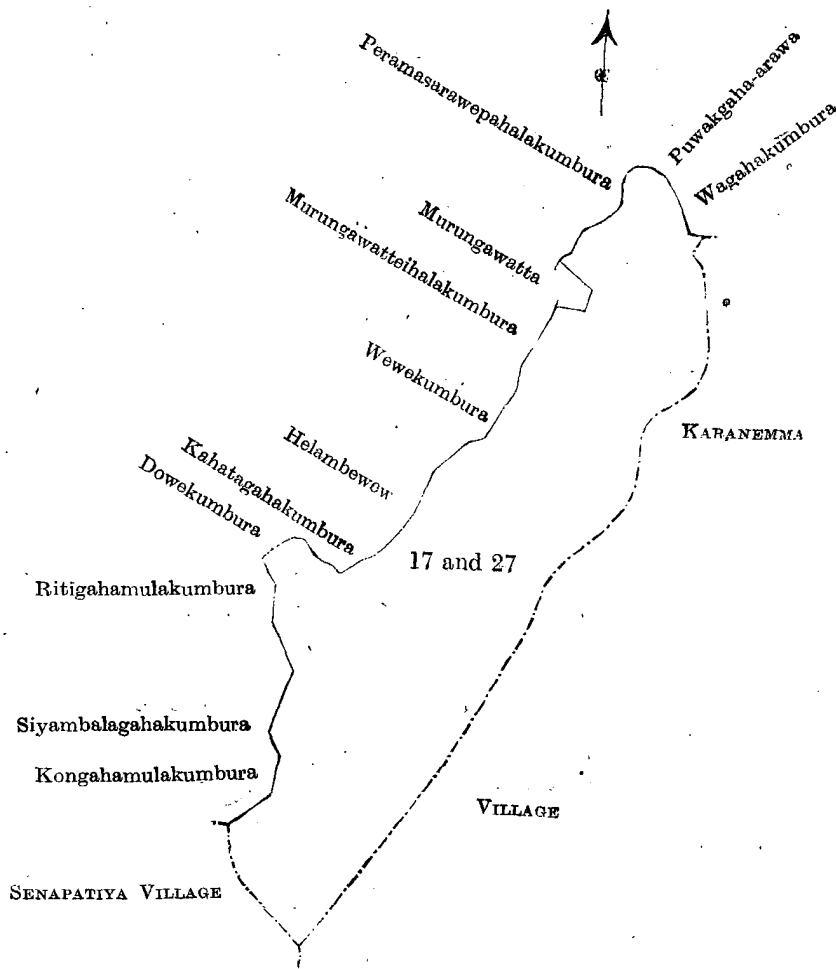 Peramasarawepahalakumbura
Puwakgaha-arawa
Wagahakumbura
Murungawatta
Murungawatteihalakumbura
Wewekumbura
KARANEMMA
Helambewew
Kahatagahakumbura
Dowekumbura
17 and 27
Ritigahamulakumbura
Siyambalagahakumbura
Kongahamulakumbura
VILLAGE
SENAPATIYA VILLAGE